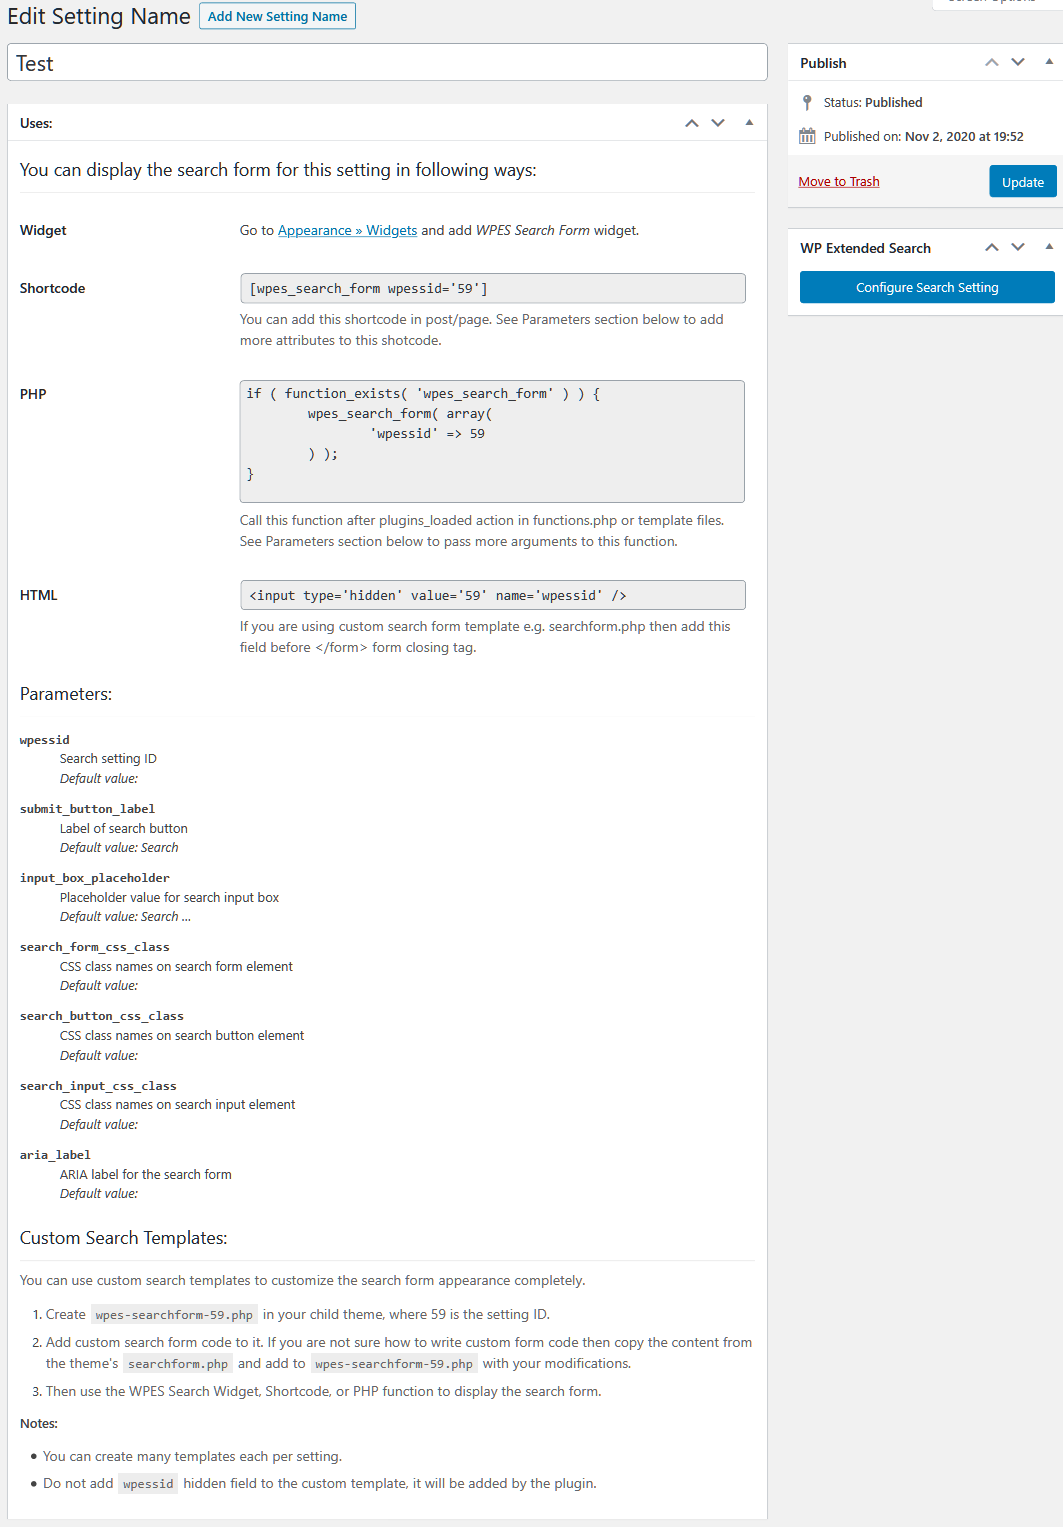 Edit Setting Name
Add New Setting Name
Test
Uses:
You can display the search form for this setting in following ways:
Widget
Go to Appearance » Widgets and add WPES Search Form widget.
Shortcode
[wpes_search_form wpessid='59']
You can add this shortcode in post/page. See Parameters section below to add
more attributes to this shotcode.
PHP
if ( function_exists( 'wpes_search_form' ) ) {
wpes_search_form( array(
'wpessid' => 59
) );
}
Call this function after plugins_loaded action in functions.php or template files.
See Parameters section below to pass more arguments to this function.
HTML
<input type='hidden' value='59' name='wpessid' />
If you are using custom search form template e.g. searchform.php then add this
field before </form> form closing tag.
Parameters:
wpessid
Search setting ID
Default value:
submit_button_label
Label of search button
Default value: Search
input_box_placeholder
Placeholder value for search input box
Default value: Search ...
search_form_css_class
CSS class names on search form element
Default value:
search_button_css_class
CSS class names on search button element
Default value:
search_input_css_class
CSS class names on search input element
Default value:
aria_label
ARIA label for the search form
Default value:
Custom Search Templates:
You can use custom search templates to customize the search form appearance completely.
1. Create wpes-searchform-59.php in your child theme, where 59 is the setting ID.
2. Add custom search form code to it. If you are not sure how to write custom form code then copy the content from
the theme's searchform.php and add to wpes-searchform-59.php with your modifications.
3. Then use the WPES Search Widget, Shortcode, or PHP function to display the search form.
Notes:
• You can create many templates each per setting.
• Do not add wpessid hidden field to the custom template, it will be added by the plugin.
Publish
Status: Published
Published on: Nov 2, 2020 at 19:52
Move to Trash
Update
WP Extended Search
Configure Search Setting